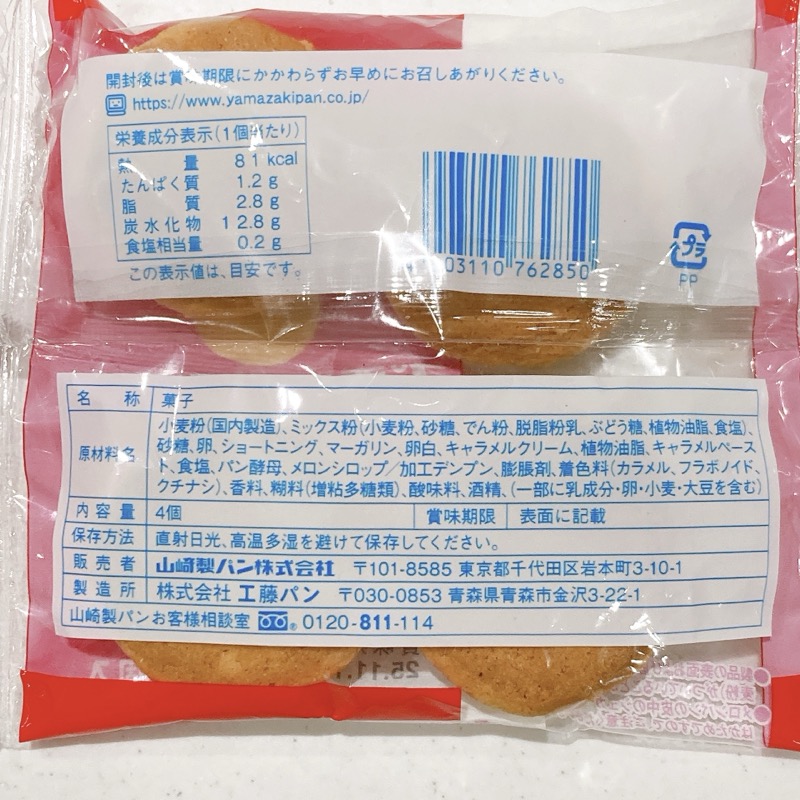 開封後は賞味期限にかかわらずお早めにお召しあがりください。
https://www.yamazakipan.co.jp/
栄養成分表示(1個当たり)
熱量 81 kcal
たんぱく質 1.2 g
脂質 2.8 g
炭水化物 12.8 g
食塩相当量 0.2 g
この表示値は、目安です。
03110 762850
プラ
PP
名称 菓子
原材料名 小麦粉(国内製造)、ミックス粉(小麦粉、砂糖、でん粉、脱脂粉乳、ぶどう糖、植物油脂、食塩)、
砂糖、卵、ショートニング、マーガリン、卵白、キャラメルクリーム、植物油脂、キャラメルペース
ト、食塩、パン酵母、メロンシロップ/加工デンプン、膨脹剤、着色料(カラメル、フラボノイド、
クチナシ)、香料、糊料(増粘多糖類)、酸味料、酒精、(一部に乳成分・卵・小麦・大豆を含む)
内容量 4個 賞味期限 表面に記載
保存方法 直射日光、高温多湿を避けて保存してください。
販売者 山崎製パン株式会社 〒101-8585 東京都千代田区岩本町3-10-1
製造所 株式会社 工藤パン 〒030-0853 青森県青森市金沢3-22-1
山崎製パンお客様相談室 0120-811-114
25.11.